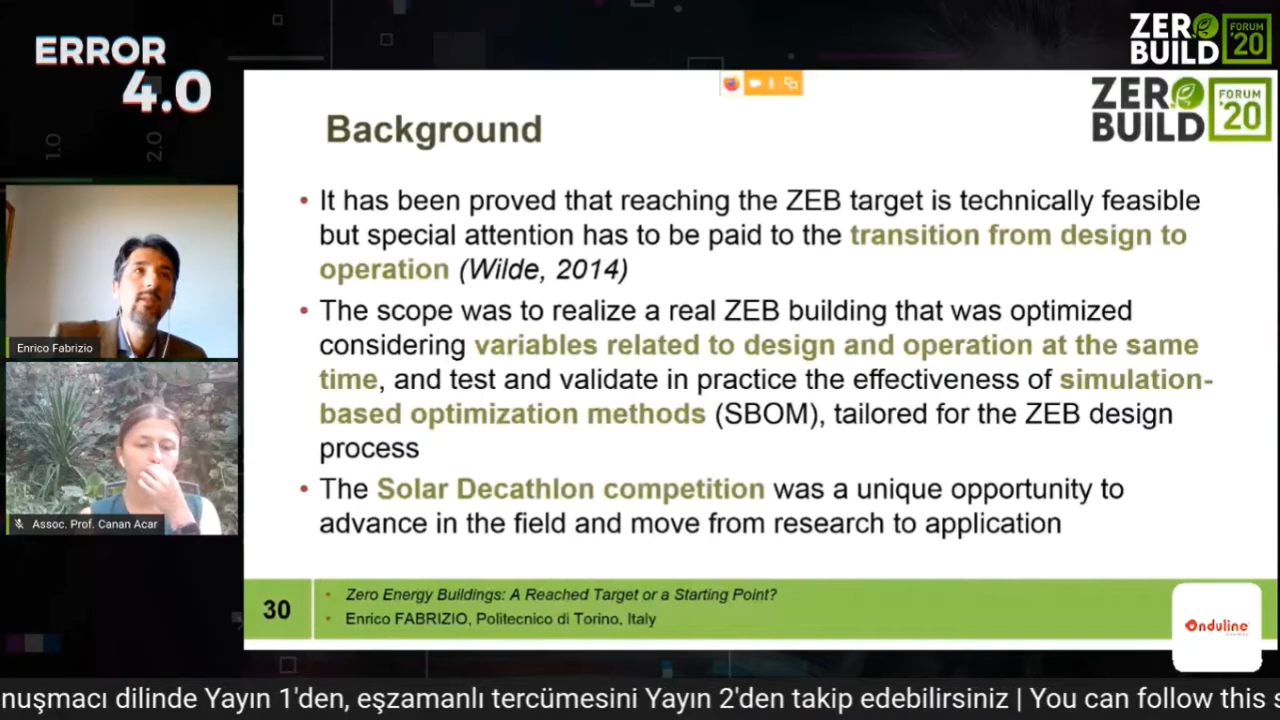 ERROR
4.0
1.0
2.0
ZERO
BUILD
FORUM
'20
ZERO
BUILD
FORUM
'20
Background
• It has been proved that reaching the ZEB target is technically feasible
but special attention has to be paid to the transition from design to
operation (Wilde, 2014)
• The scope was to realize a real ZEB building that was optimized
considering variables related to design and operation at the same
time, and test and validate in practice the effectiveness of simulation-
based optimization methods (SBOM), tailored for the ZEB design
process
• The Solar Decathlon competition was a unique opportunity to
advance in the field and move from research to application
Enrico Fabrizio
Assoc. Prof. Canan Acar
30
• Zero Energy Buildings: A Reached Target or a Starting Point?
• Enrico FABRIZIO, Politecnico di Torino, Italy
Onduline
nuşmacı dilinde Yayın 1'den, eşzamanlı tercümesini Yayın 2'den takip edebilirsiniz | You can follow this s